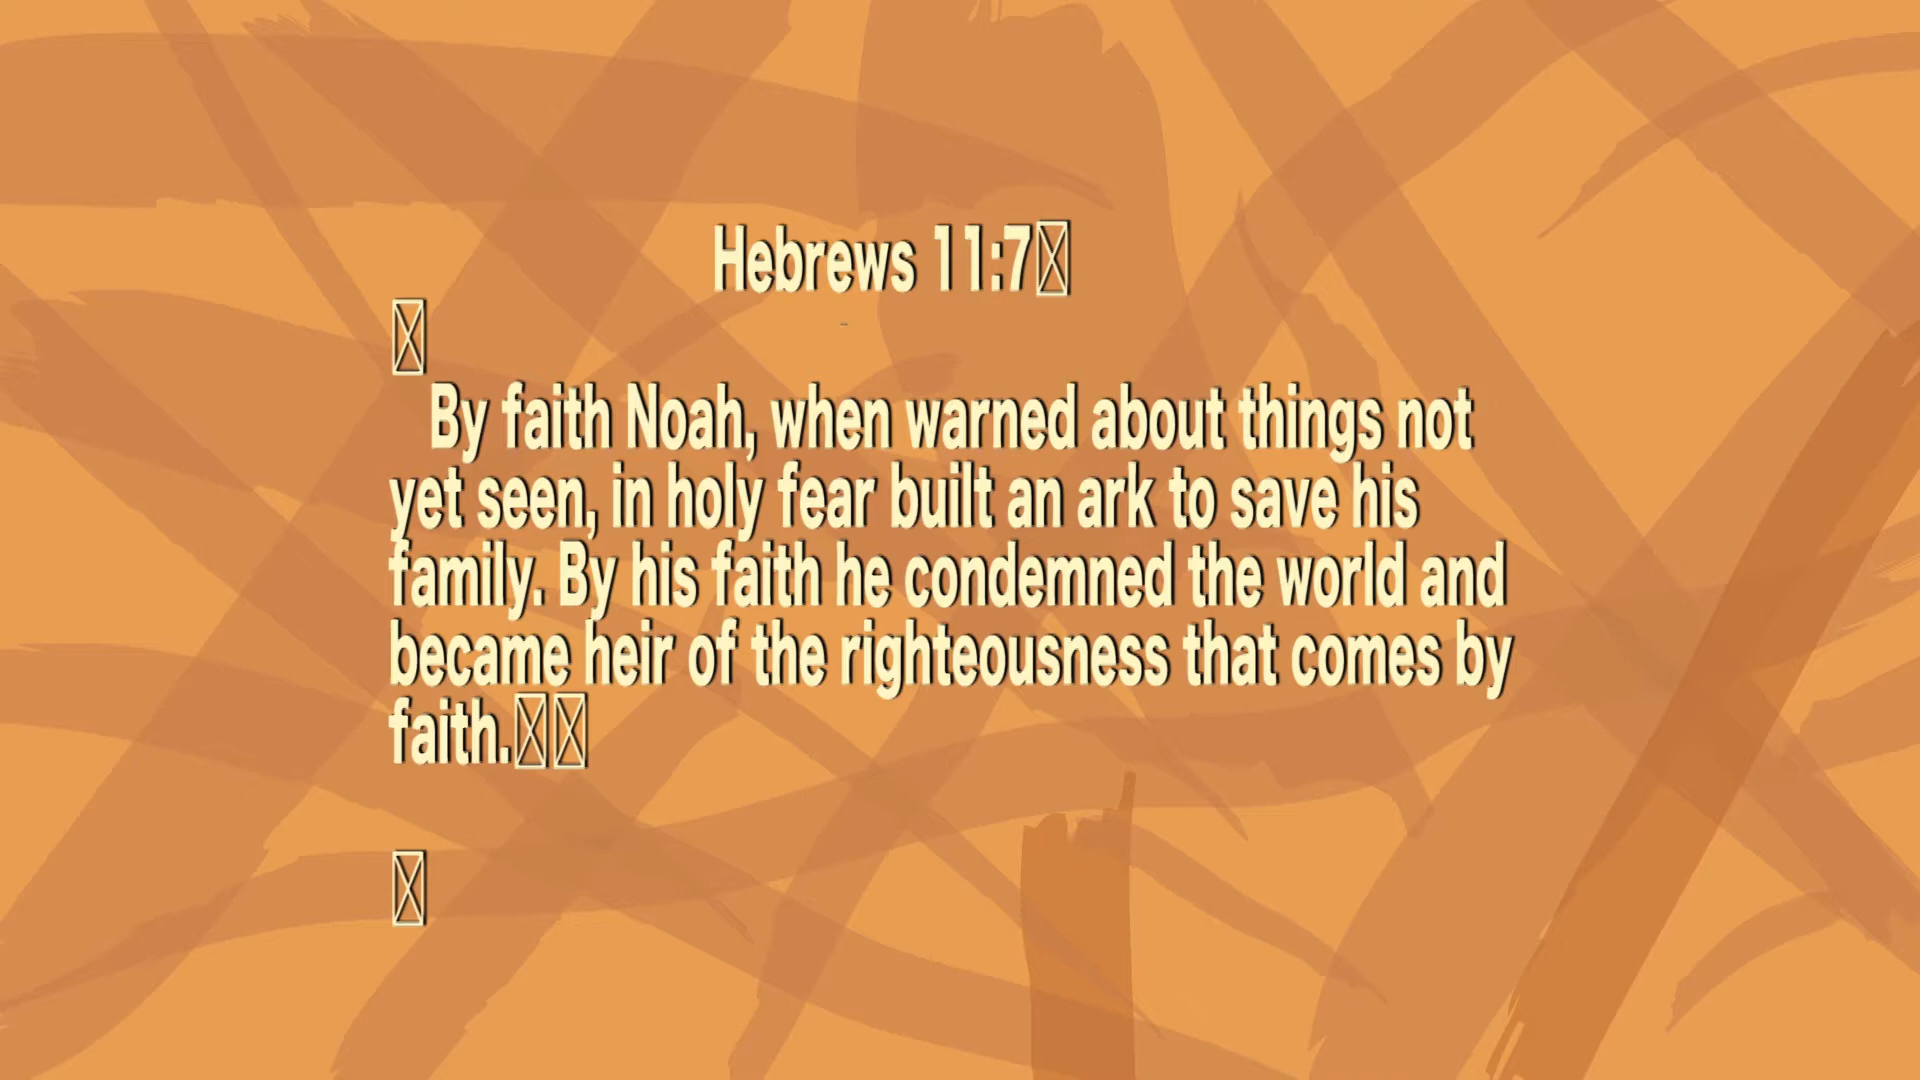 Hebrews 11:7
By faith Noah, when warned about things not
yet seen, in holy fear built an ark to save his
family. By his faith he condemned the world and
became heir of the righteousness that comes by
faith.